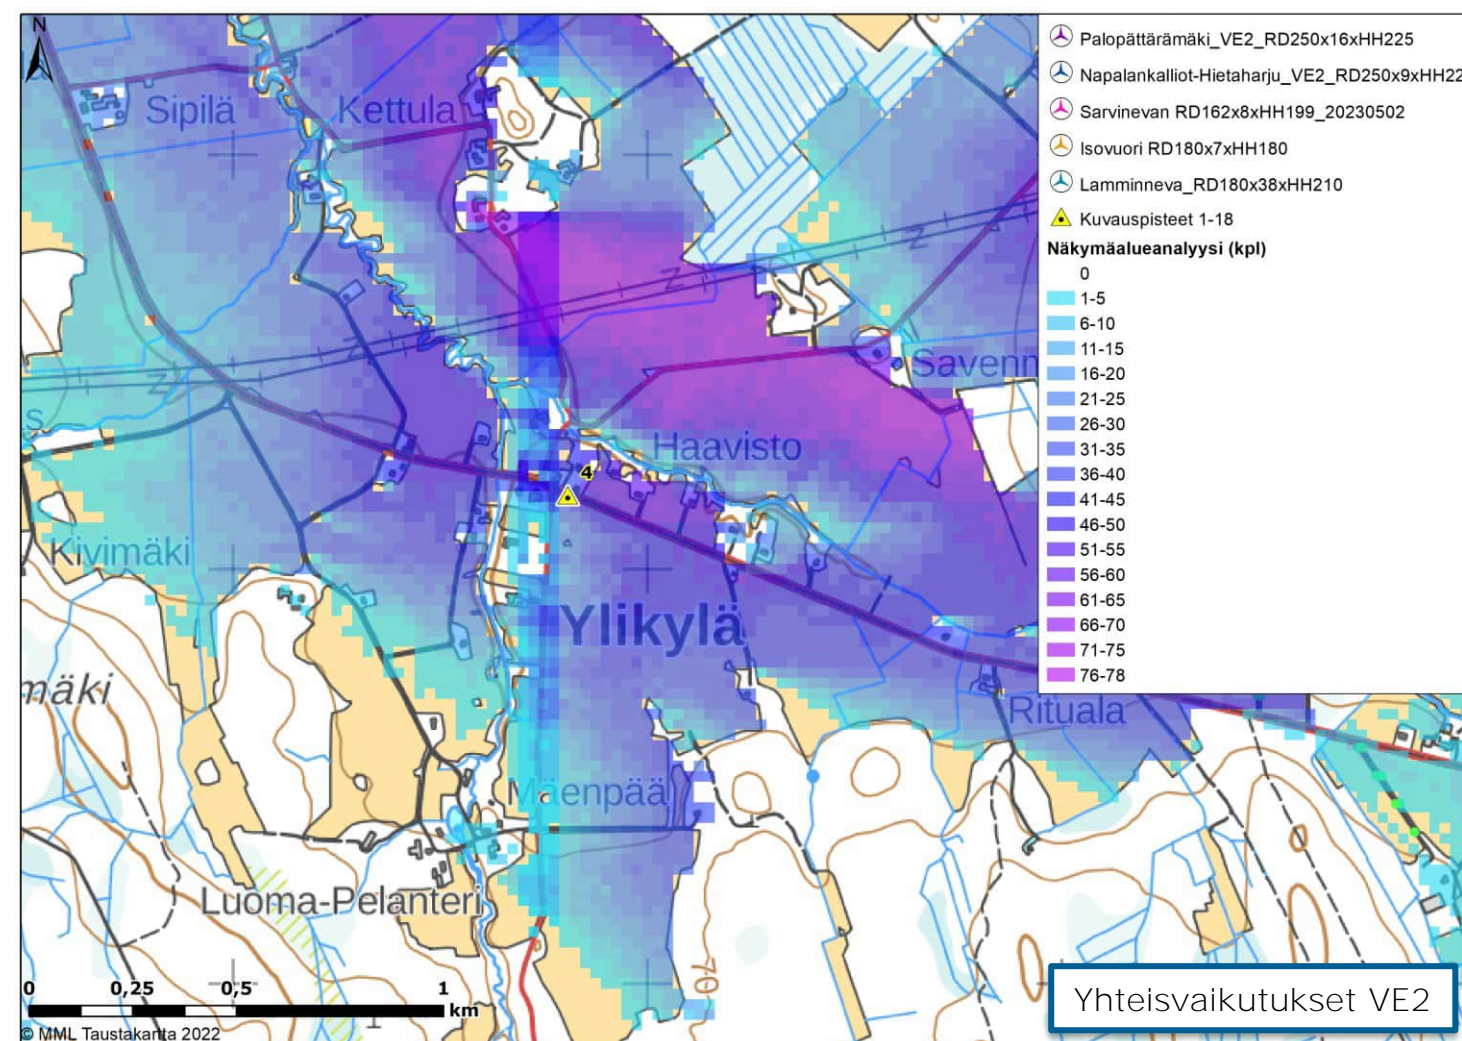 N
Palopättärämäki_VE2_RD250x16xHH225
Napalankalliot-Hietaharju_VE2_RD250x9xHH22
Sarvinevan RD162x8xHH199_20230502
Isovuori RD180x7xHH180
Lamminneva_RD180x38xHH210
Kuvauspisteet 1-18
Näkymäalueanalyysi (kpl)
0
1-5
6-10
11-15
16-20
21-25
26-30
31-35
36-40
41-45
46-50
51-55
56-60
61-65
66-70
71-75
76-78
Sipilä
Kettula
Savenn
s
Haavisto
4
Kivimäki
Ylikylä
mäki
Rituala
Mäenpää
Luoma-Pelanteri
70
0 0,25 0,5 1
km
© MML Taustakartta 2022
Yhteisvaikutukset VE2